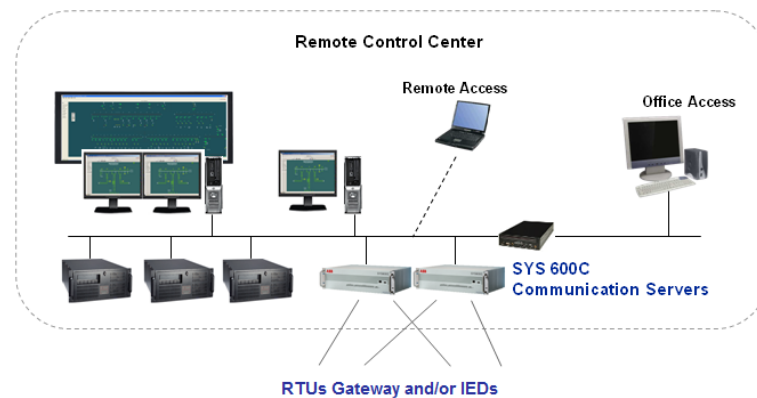 Remote Control Center
Remote Access
Office Access
SYS 600C
Communication Servers
RTUs Gateway and/or IEDs